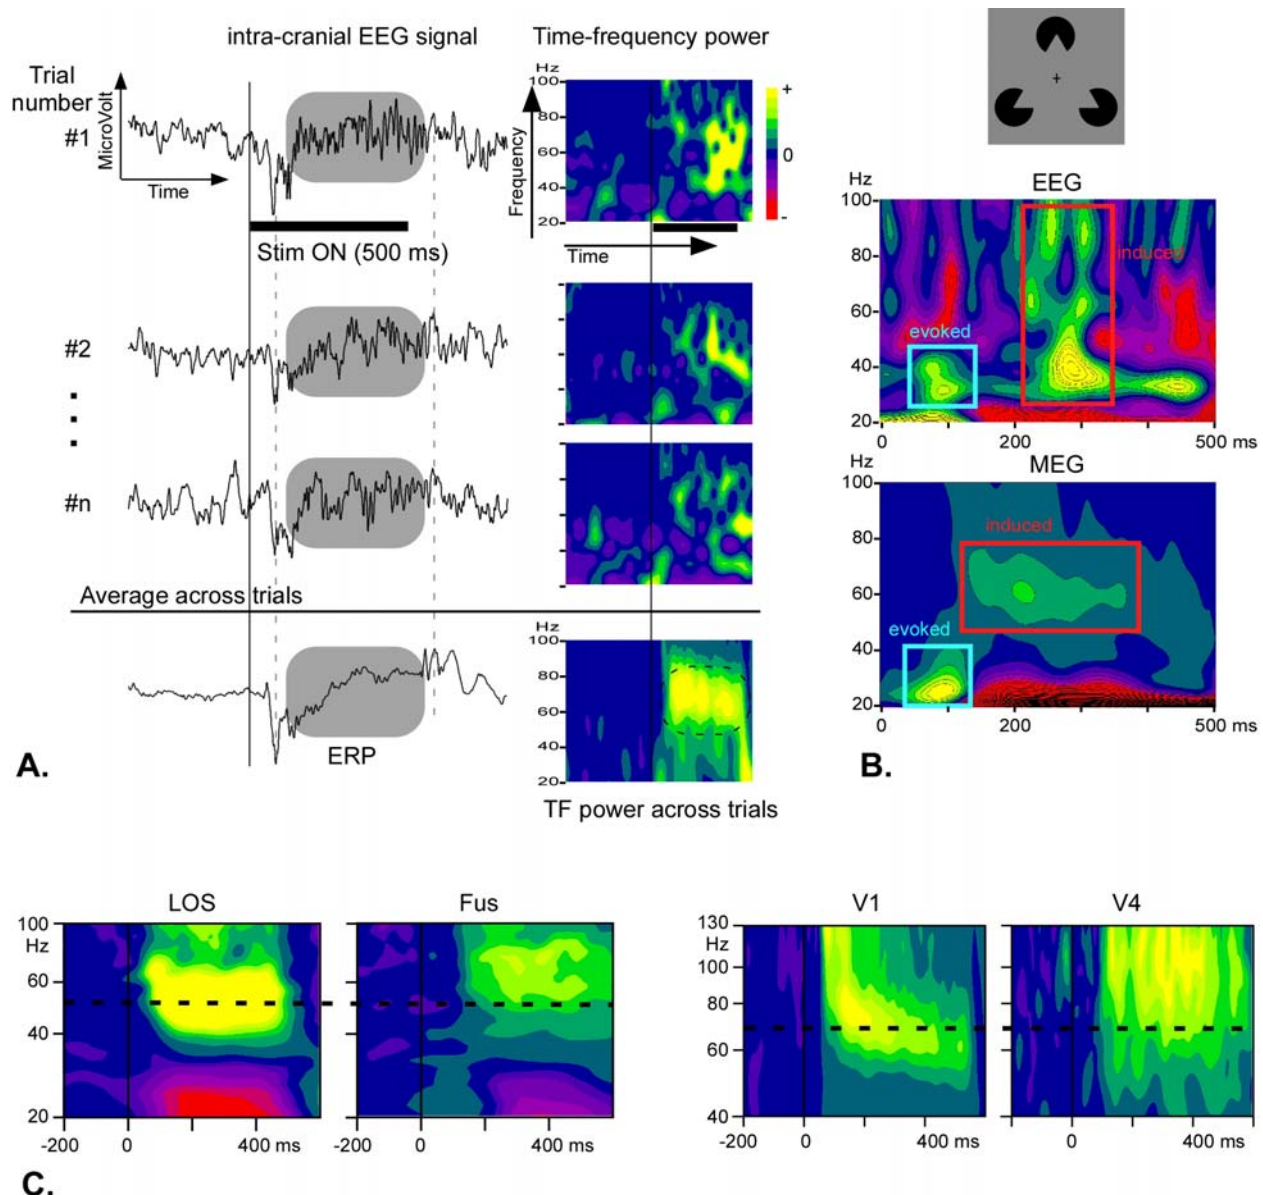 intra-cranial EEG signal
Time-frequency power
Trial
number
#1
MicroVolt
Time
Stim ON (500 ms)
Hz
100
80
60
40
20
Frequency
Time
+
0
-
#2
#n
Average across trials
ERP
Hz
100
80
60
40
20
TF power across trials
A.
EEG
Hz
100
80
60
40
20
evoked
induced
0
200
500 ms
MEG
Hz
100
80
60
40
20
evoked
induced
0
200
500 ms
B.
LOS
100
Hz
60
40
20
-200
0
400 ms
Fus
-200
0
400 ms
V1
130
Hz
100
80
60
40
-200
0
400 ms
V4
0
400 ms
C.